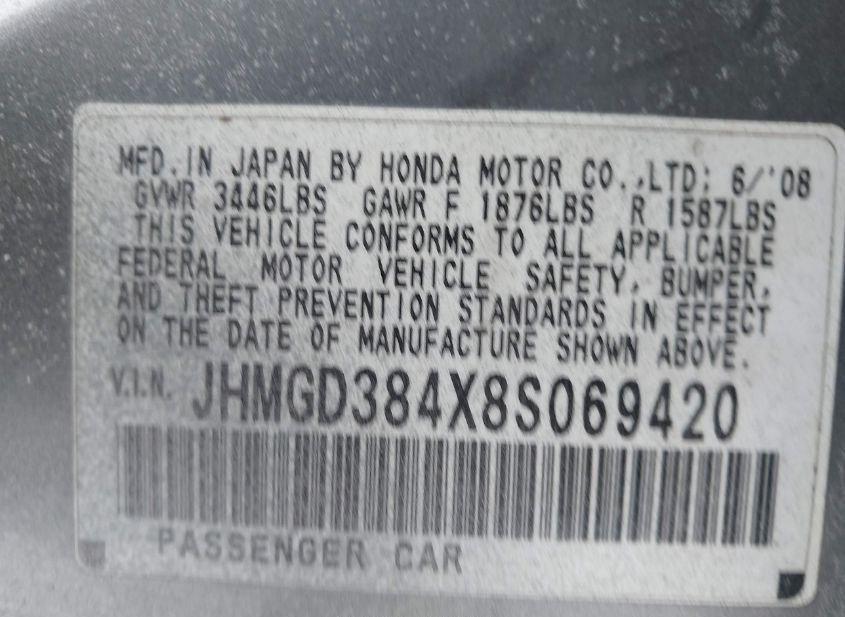 MFD. IN JAPAN BY HONDA MOTOR CO.,LTD: 6/'08
GVWR 3446LBS GAWR F 1876LBS R 1587LBS
THIS VEHICLE CONFORMS TO ALL APPLICABLE
FEDERAL MOTOR VEHICLE SAFETY, BUMPER,
AND THEFT PREVENTION STANDARDS IN EFFECT
ON THE DATE OF MANUFACTURE SHOWN ABOVE.
V.I.N. JHMGD384X8S069420
PASSENGER CAR